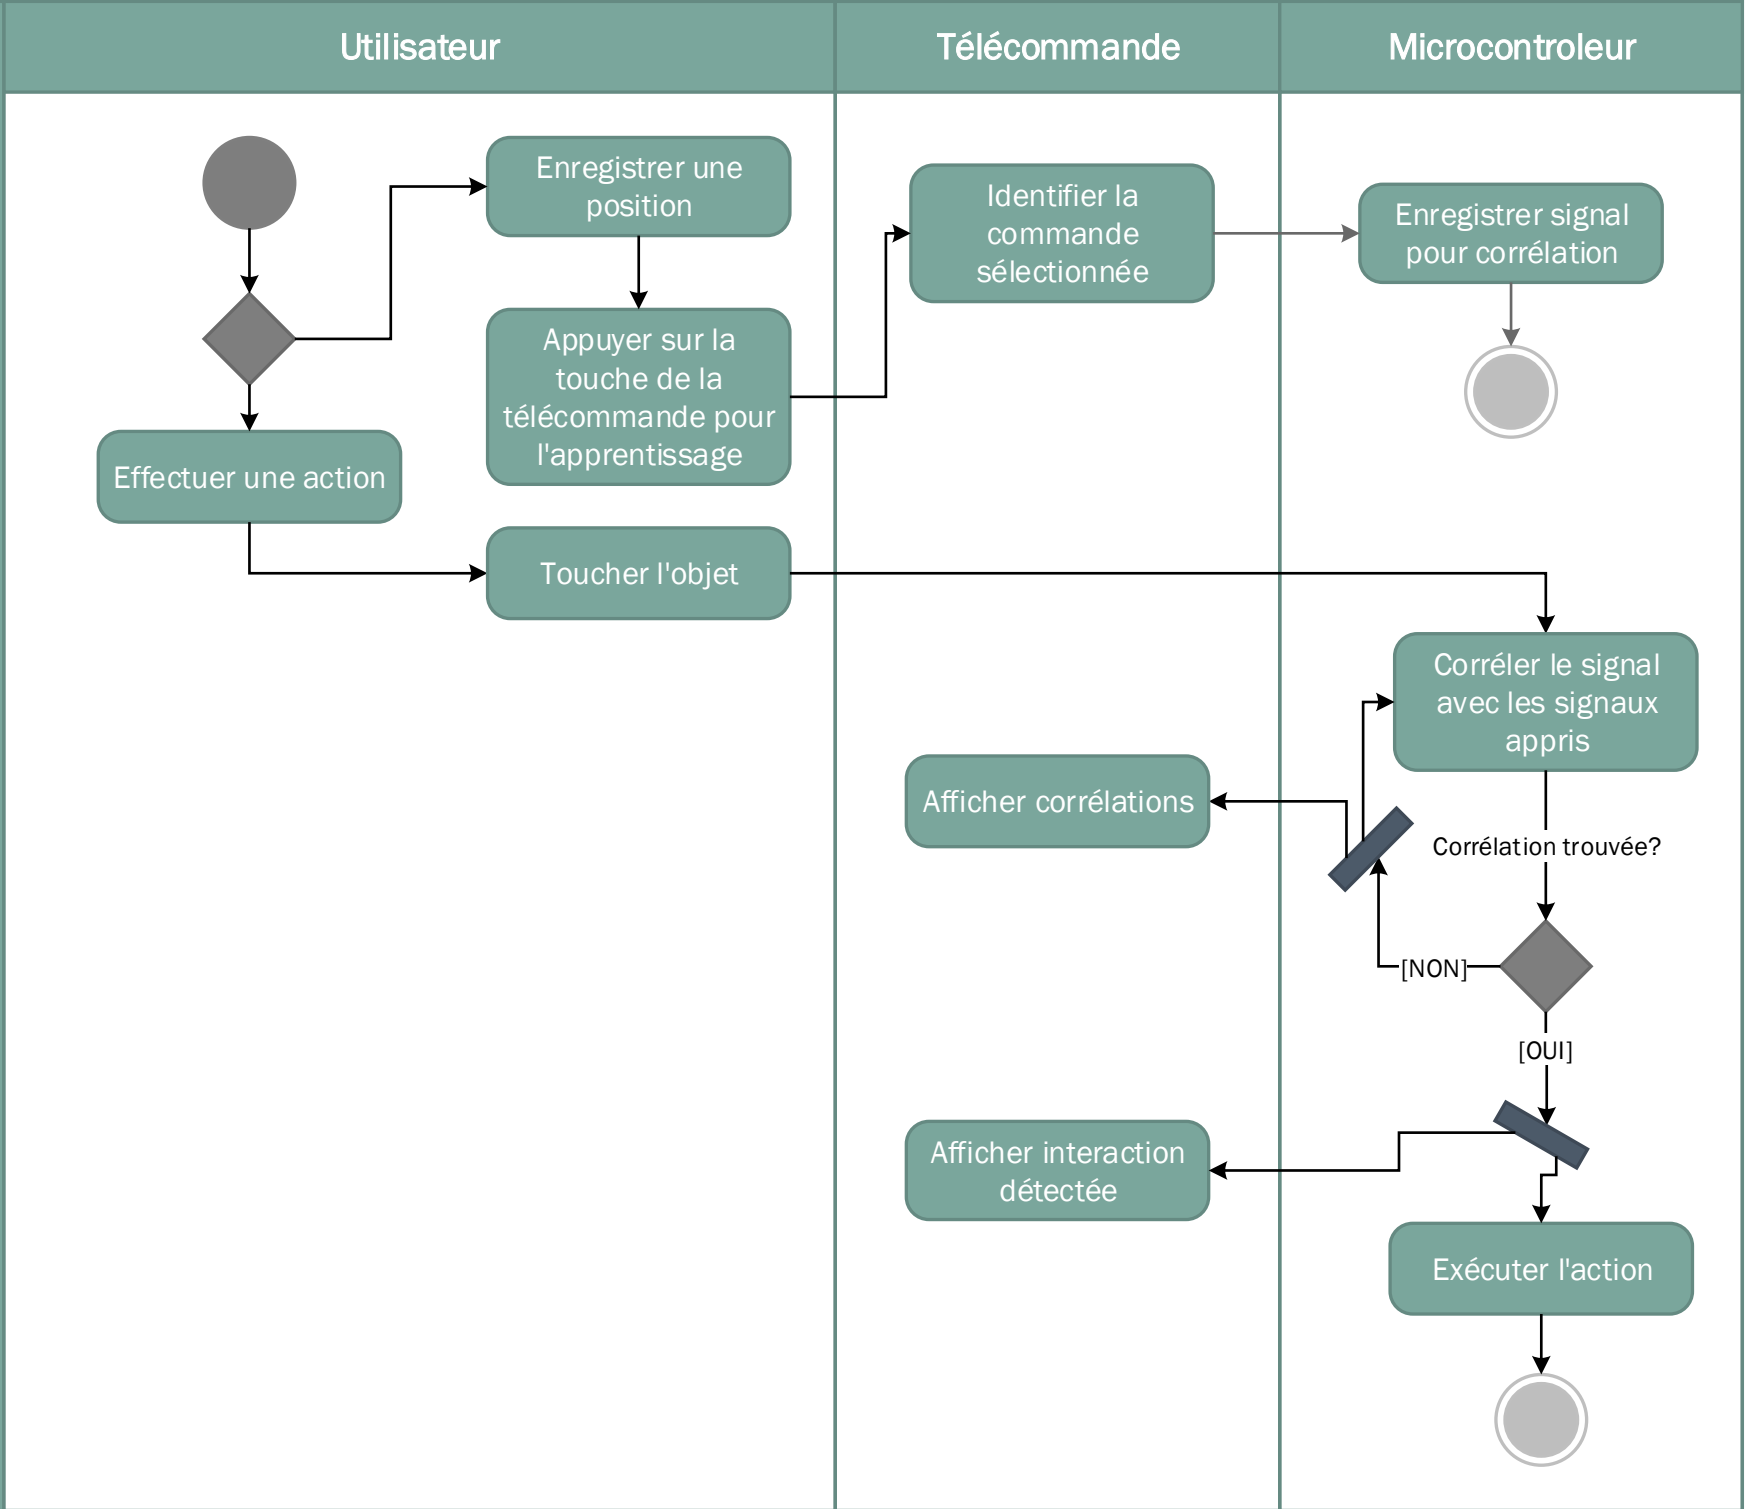 Utilisateur
Télécommande
Microcontroleur
Enregistrer une
position
Identifier la
commande
sélectionnée
Enregistrer signal
pour corrélation
Appuyer sur la
touche de la
télécommande pour
l'apprentissage
Effectuer une action
Toucher l'objet
Corréler le signal
avec les signaux
appris
Afficher corrélations
Corrélation trouvée?
[NON]
[OUI]
Afficher interaction
détectée
Exécuter l'action